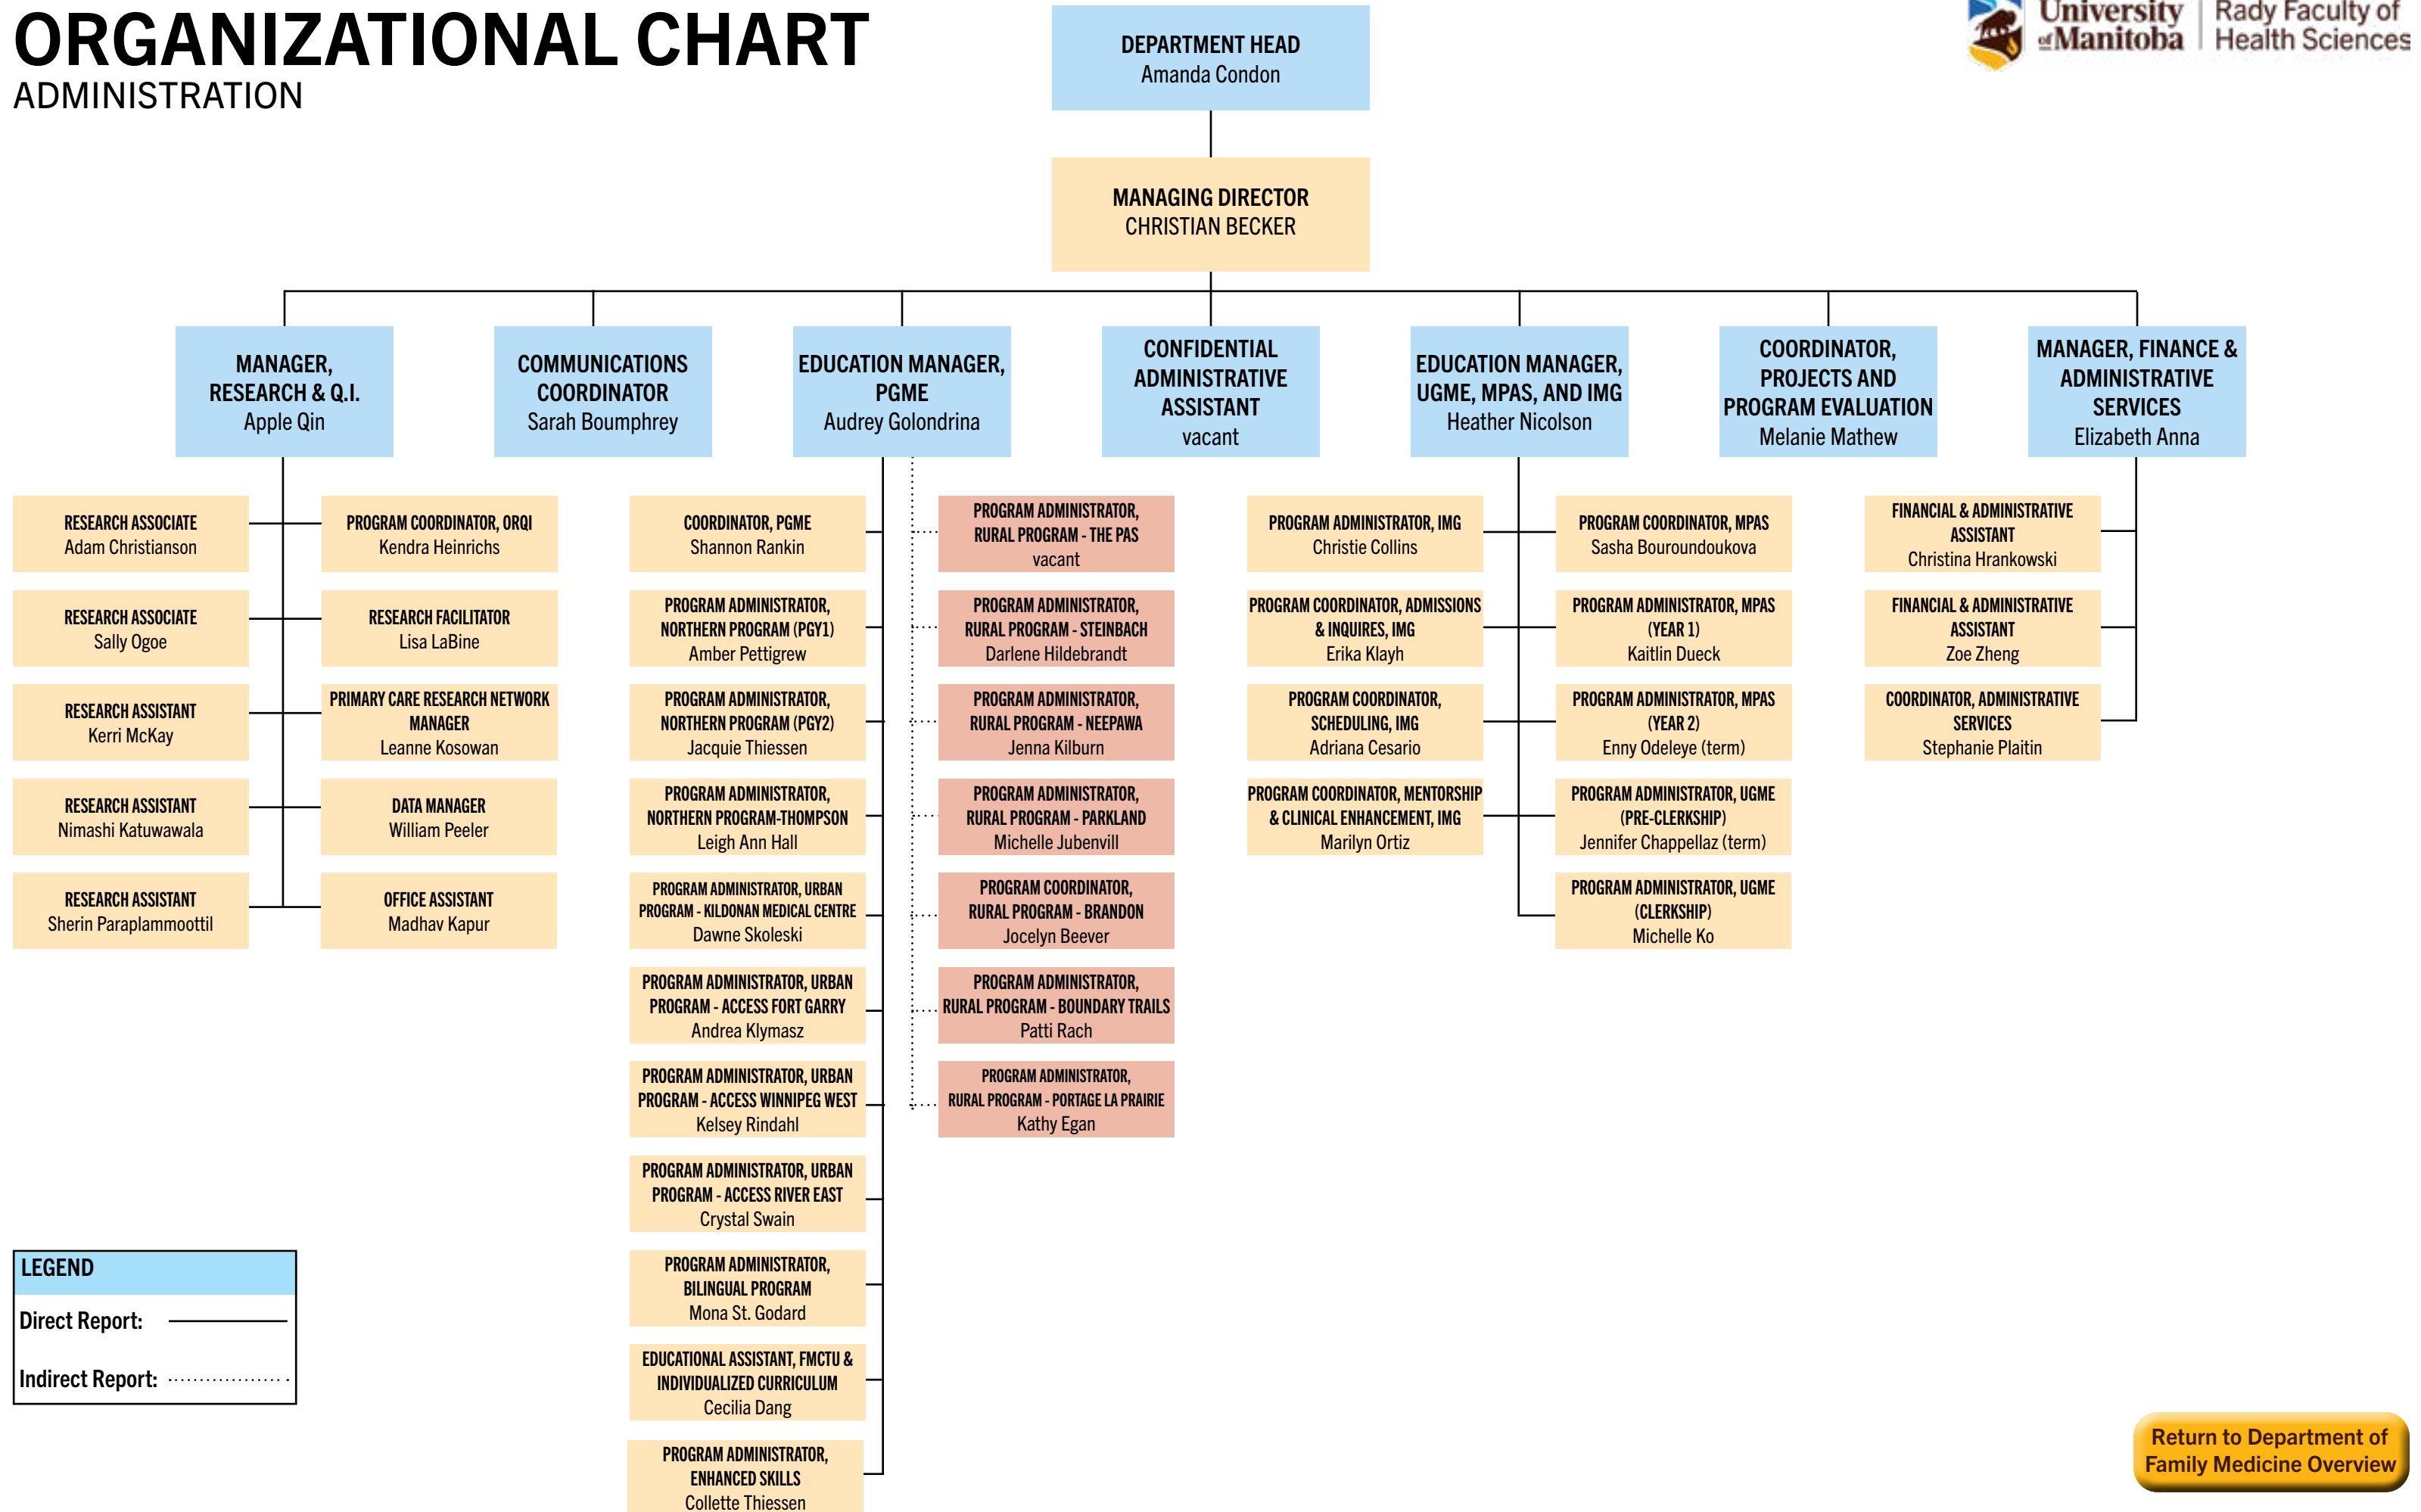 ORGANIZATIONAL CHART
ADMINISTRATION
University
of Manitoba
Rady Faculty of
Health Sciences
DEPARTMENT HEAD
Amanda Condon
MANAGING DIRECTOR
CHRISTIAN BECKER
MANAGER,
RESEARCH & Q.I.
Apple Qin
COMMUNICATIONS
COORDINATOR
Sarah Boumphrey
EDUCATION MANAGER,
PGME
Audrey Golondrina
CONFIDENTIAL
ADMINISTRATIVE
ASSISTANT
vacant
EDUCATION MANAGER,
UGME, MPAS, AND IMG
Heather Nicolson
COORDINATOR,
PROJECTS AND
PROGRAM EVALUATION
Melanie Mathew
MANAGER, FINANCE &
ADMINISTRATIVE
SERVICES
Elizabeth Anna
RESEARCH ASSOCIATE
Adam Christianson
RESEARCH ASSOCIATE
Sally Ogoe
RESEARCH ASSISTANT
Kerri McKay
RESEARCH ASSISTANT
Nimashi Katuwawala
RESEARCH ASSISTANT
Sherin Paraplammoottil
PROGRAM COORDINATOR, ORQI
Kendra Heinrichs
RESEARCH FACILITATOR
Lisa LaBine
PRIMARY CARE RESEARCH NETWORK
MANAGER
Leanne Kosowan
DATA MANAGER
William Peeler
OFFICE ASSISTANT
Madhav Kapur
COORDINATOR, PGME
Shannon Rankin
PROGRAM ADMINISTRATOR,
NORTHERN PROGRAM (PGY1)
Amber Pettigrew
PROGRAM ADMINISTRATOR,
NORTHERN PROGRAM (PGY2)
Jacquie Thiessen
PROGRAM ADMINISTRATOR,
NORTHERN PROGRAM-THOMPSON
Leigh Ann Hall
PROGRAM ADMINISTRATOR, URBAN
PROGRAM - KILDONAN MEDICAL CENTRE
Dawne Skoleski
PROGRAM ADMINISTRATOR, URBAN
PROGRAM - ACCESS FORT GARRY
Andrea Klymasz
PROGRAM ADMINISTRATOR, URBAN
PROGRAM - ACCESS WINNIPEG WEST
Kelsey Rindahl
PROGRAM ADMINISTRATOR, URBAN
PROGRAM - ACCESS RIVER EAST
Crystal Swain
PROGRAM ADMINISTRATOR,
BILINGUAL PROGRAM
Mona St. Godard
EDUCATIONAL ASSISTANT, FMCTU &
INDIVIDUALIZED CURRICULUM
Cecilia Dang
PROGRAM ADMINISTRATOR,
ENHANCED SKILLS
Collette Thiessen
PROGRAM ADMINISTRATOR,
RURAL PROGRAM - THE PAS
vacant
PROGRAM ADMINISTRATOR,
RURAL PROGRAM - STEINBACH
Darlene Hildebrandt
PROGRAM ADMINISTRATOR,
RURAL PROGRAM - NEEPAWA
Jenna Kilburn
PROGRAM ADMINISTRATOR,
RURAL PROGRAM - PARKLAND
Michelle Jubenvill
PROGRAM COORDINATOR,
RURAL PROGRAM - BRANDON
Jocelyn Beever
PROGRAM ADMINISTRATOR,
RURAL PROGRAM - BOUNDARY TRAILS
Patti Rach
PROGRAM ADMINISTRATOR,
RURAL PROGRAM - PORTAGE LA PRAIRIE
Kathy Egan
PROGRAM ADMINISTRATOR, IMG
Christie Collins
PROGRAM COORDINATOR, ADMISSIONS
& INQUIRES, IMG
Erika Klayh
PROGRAM COORDINATOR,
SCHEDULING, IMG
Adriana Cesario
PROGRAM COORDINATOR, MENTORSHIP
& CLINICAL ENHANCEMENT, IMG
Marilyn Ortiz
PROGRAM COORDINATOR, MPAS
Sasha Bouroundoukova
PROGRAM ADMINISTRATOR, MPAS
(YEAR 1)
Kaitlin Dueck
PROGRAM ADMINISTRATOR, MPAS
(YEAR 2)
Enny Odeleye (term)
PROGRAM ADMINISTRATOR, UGME
(PRE-CLERKSHIP)
Jennifer Chappellaz (term)
PROGRAM ADMINISTRATOR, UGME
(CLERKSHIP)
Michelle Ko
FINANCIAL & ADMINISTRATIVE
ASSISTANT
Christina Hrankowski
FINANCIAL & ADMINISTRATIVE
ASSISTANT
Zoe Zheng
COORDINATOR, ADMINISTRATIVE
SERVICES
Stephanie Plaitin
LEGEND
Direct Report:
Indirect Report:
Return to Department of
Family Medicine Overview